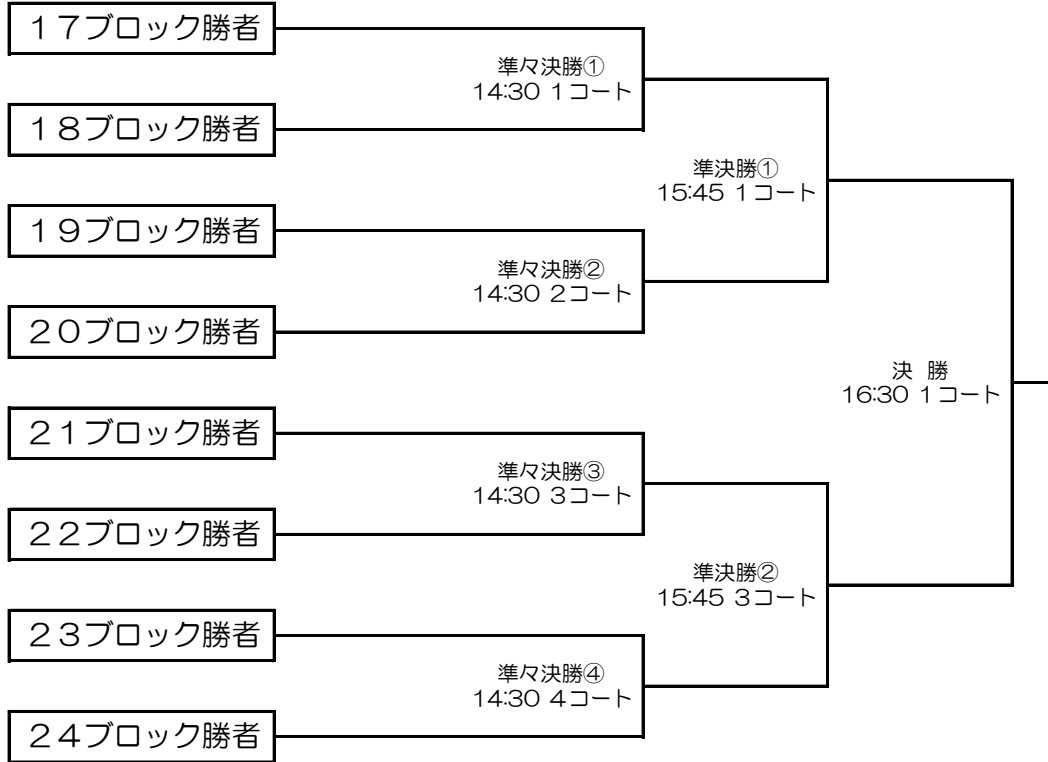 １７ブロック勝者
準々決勝①
14:30 1コート
１８ブロック勝者
準決勝①
15:45 1コート
１９ブロック勝者
準々決勝②
14:30 2コート
２０ブロック勝者
決 勝
16:30 1コート
２１ブロック勝者
準々決勝③
14:30 3コート
２２ブロック勝者
準決勝②
15:45 3コート
２３ブロック勝者
準々決勝④
14:30 4コート
２４ブロック勝者